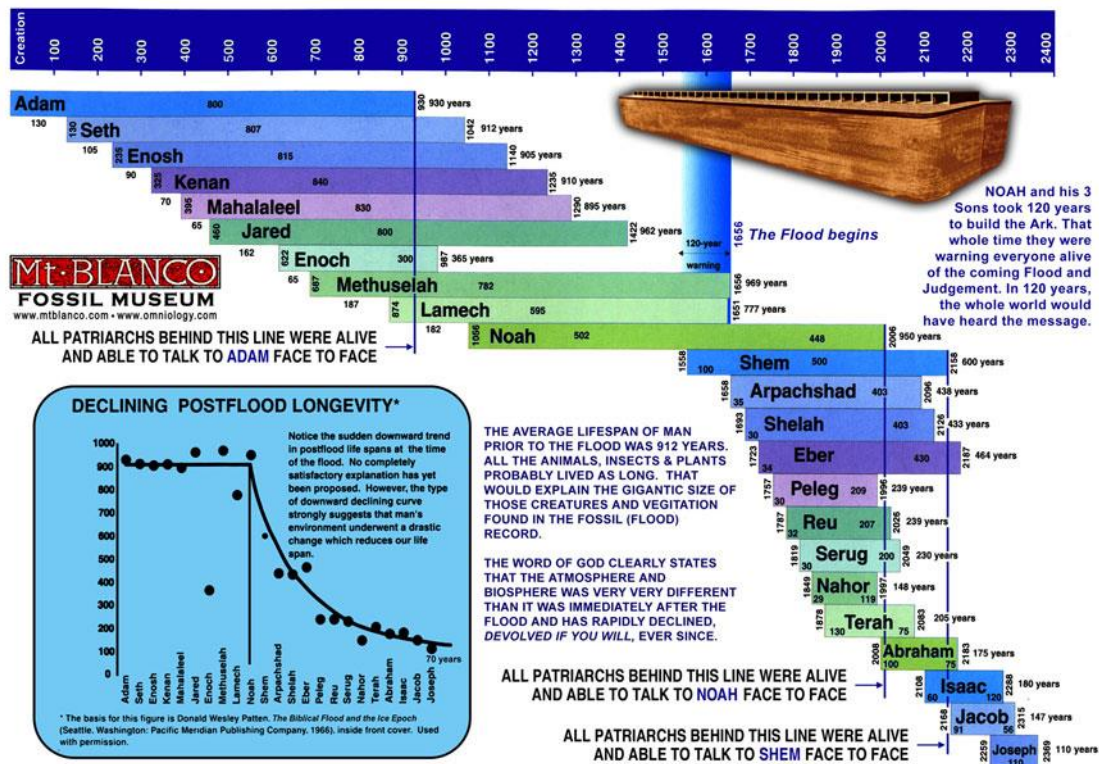 Creation 100 200 300 400 500 600 700 800 900 1000 1100 1200 1300 1400 1500 1600 1700 1800 1900 2000 2100 2200 2300 2400
Adam 800 930 930 years
130 130 Seth 807 1042 912 years
105 235 Enosh 815 1140 905 years
90 325 Kenan 840 1235 910 years
70 395 Mahalaleel 830 1290 895 years
65 460 Jared 800 1422 962 years
162 622 Enoch 300 987 365 years
65 687 Methuselah 782 1656 969 years
187 874 Lamech 595 1651 777 years
182 1056 Noah 502 448 2006 950 years
1558 100 Shem 500 2158 600 years
1658 35 Arpachshad 403 2096 438 years
1693 30 Shelah 403 2126 433 years
1723 34 Eber 430 2187 464 years
1757 30 Peleg 209 1996 239 years
1787 32 Reu 207 2026 239 years
1819 30 Serug 200 2049 230 years
1849 29 Nahor 119 1997 148 years
1878 130 Terah 75 2083 205 years
2008 100 Abraham 75 2183 175 years
2108 60 Isaac 120 2288 180 years
2168 91 Jacob 56 2315 147 years
2259 Joseph 110 2369 110 years
120-year
warning
1656
The Flood begins
NOAH and his 3
Sons took 120 years
to build the Ark. That
whole time they were
warning everyone alive
of the coming Flood and
Judgement. In 120 years,
the whole world would
have heard the message.
Mt. BLANCO
FOSSIL MUSEUM
www.mtblanco.com • www.omniology.com
ALL PATRIARCHS BEHIND THIS LINE WERE ALIVE
AND ABLE TO TALK TO ADAM FACE TO FACE
DECLINING POSTFLOOD LONGEVITY*
Notice the sudden downward trend
in postflood life spans at the time
of the flood. No completely
satisfactory explanation has yet
been proposed. However, the type
of downward declining curve
strongly suggests that man's
environment underwent a drastic
change which reduces our life
span.
1000
900
800
700
600
500
400
300
200
100
0
70 years
Adam Seth Enosh Kenan Mahalaleel Jared Enoch Methuselah Lamech Noah Shem Arpachshad Shelah Eber Peleg Reu Serug Nahor Terah Abraham Isaac Jacob Joseph
* The basis for this figure is Donald Wesley Patten. The Biblical Flood and the Ice Epoch
(Seattle. Washington: Pacific Meridian Publishing Company. 1966). inside front cover. Used
with permission.
THE AVERAGE LIFESPAN OF MAN
PRIOR TO THE FLOOD WAS 912 YEARS.
ALL THE ANIMALS, INSECTS & PLANTS
PROBABLY LIVED AS LONG. THAT
WOULD EXPLAIN THE GIGANTIC SIZE OF
THOSE CREATURES AND VEGITATION
FOUND IN THE FOSSIL (FLOOD)
RECORD.
THE WORD OF GOD CLEARLY STATES
THAT THE ATMOSPHERE AND
BIOSPHERE WAS VERY VERY DIFFERENT
THAN IT WAS IMMEDIATELY AFTER THE
FLOOD AND HAS RAPIDLY DECLINED,
DEVOLVED IF YOU WILL, EVER SINCE.
ALL PATRIARCHS BEHIND THIS LINE WERE ALIVE
AND ABLE TO TALK TO NOAH FACE TO FACE
ALL PATRIARCHS BEHIND THIS LINE WERE ALIVE
AND ABLE TO TALK TO SHEM FACE TO FACE